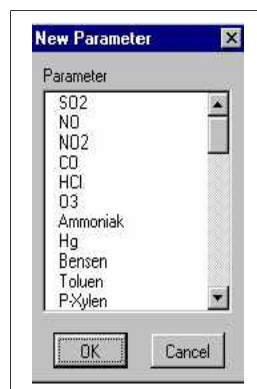 New Parameter
Parameter
SO2
NO
NO2
CO
HCl
O3
Ammoniak
Hg
Bensen
Toluen
P-Xylen
OK
Cancel